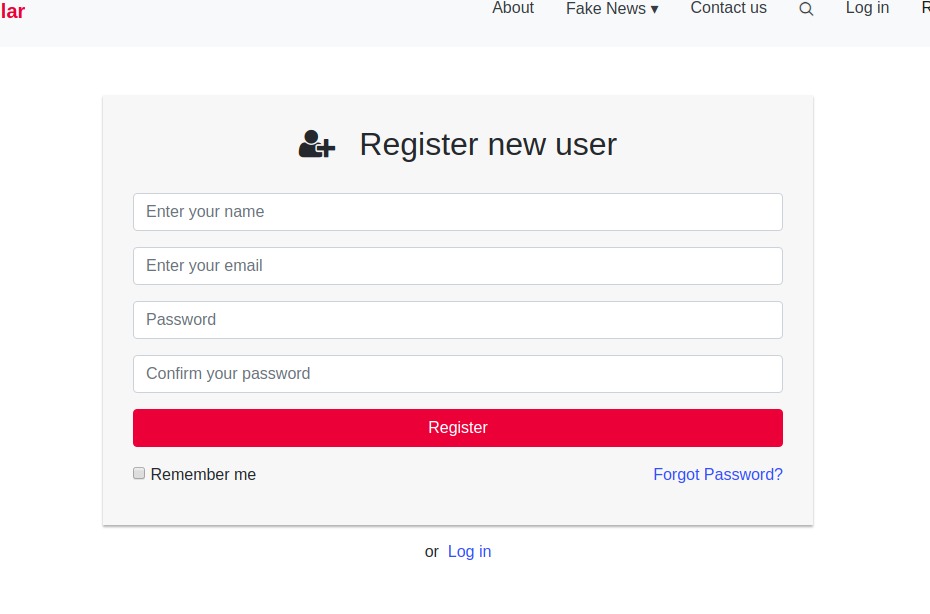 lar
About Fake News ▾ Contact us Log in R
Register new user
Enter your name
Enter your email
Password
Confirm your password
Register
Remember me Forgot Password?
or Log in